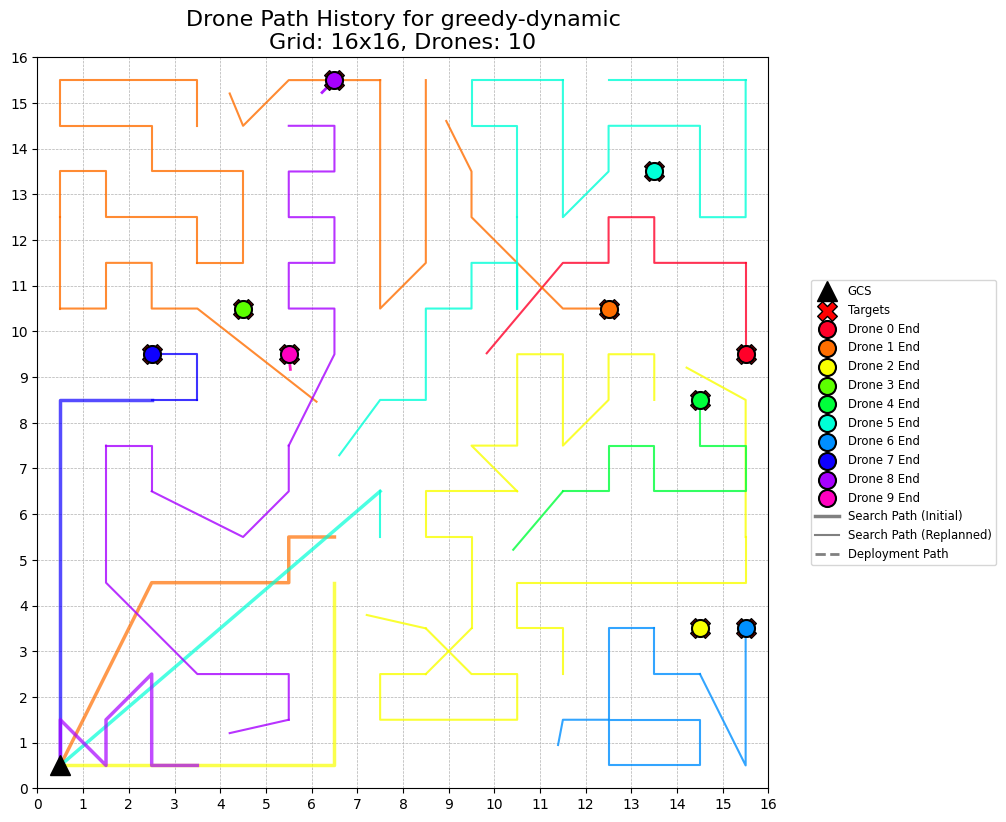 Drone Path History for greedy-dynamic
Grid: 16x16, Drones: 10
16
15
14
13
12
11
10
9
8
7
6
5
4
3
2
1
0
0 1 2 3 4 5 6 7 8 9 10 11 12 13 14 15 16
GCS
Targets
Drone 0 End
Drone 1 End
Drone 2 End
Drone 3 End
Drone 4 End
Drone 5 End
Drone 6 End
Drone 7 End
Drone 8 End
Drone 9 End
Search Path (Initial)
Search Path (Replanned)
Deployment Path